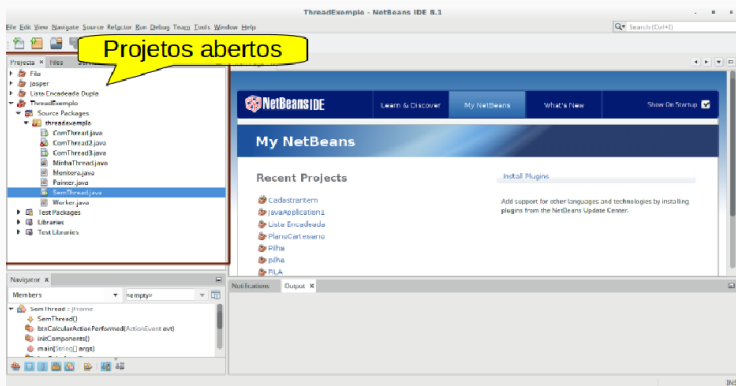 ThreadExemplo - NetBeans IDE 8.1
File Edit View Navigate Source Refactor Run Debug Team Tools Window Help
Search (Ctrl+I)
Projetos abertos
Projects × Files
Fila
Jasper
Lista Encadeada Dupla
ThreadExemplo
Source Packages
threadexemplo
ComThread.java
ComThread2.java
ComThread3.java
MinhaThread.java
Monitora.java
Painter.java
SemThread.java
Worker.java
Test Packages
Libraries
Test Libraries
NetBeans IDE
Learn & Discover
My NetBeans
What's New
Show On Startup
My NetBeans
Recent Projects
CadastrarItem
JavaApplication1
Lista Encadeada
PlanoCartesiano
Pilha
pilha
FILA
Install Plugins
Add support for other languages and technologies by installing
plugins from the NetBeans Update Center.
Navigator ×
Members
<empty>
SemThread :: JFrame
SemThread()
btnCalcularActionPerformed(ActionEvent evt)
initComponents()
main(String[] args)
Notifications Output ×
INS